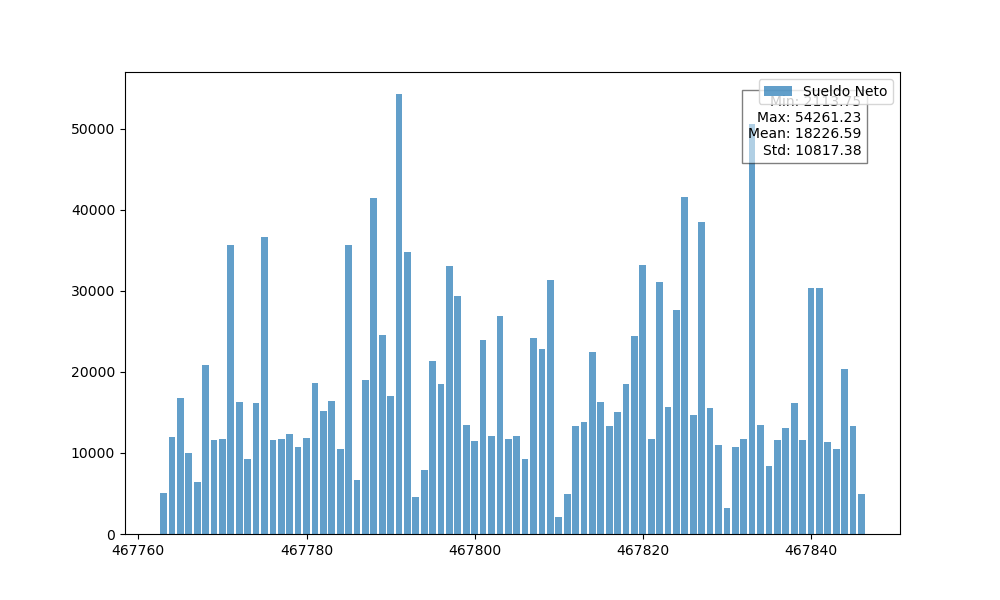 Sueldo Neto
Min: 2113.75
Max: 54261.23
Mean: 18226.59
Std: 10817.38
50000
40000
30000
20000
10000
0
467760 467780 467800 467820 467840